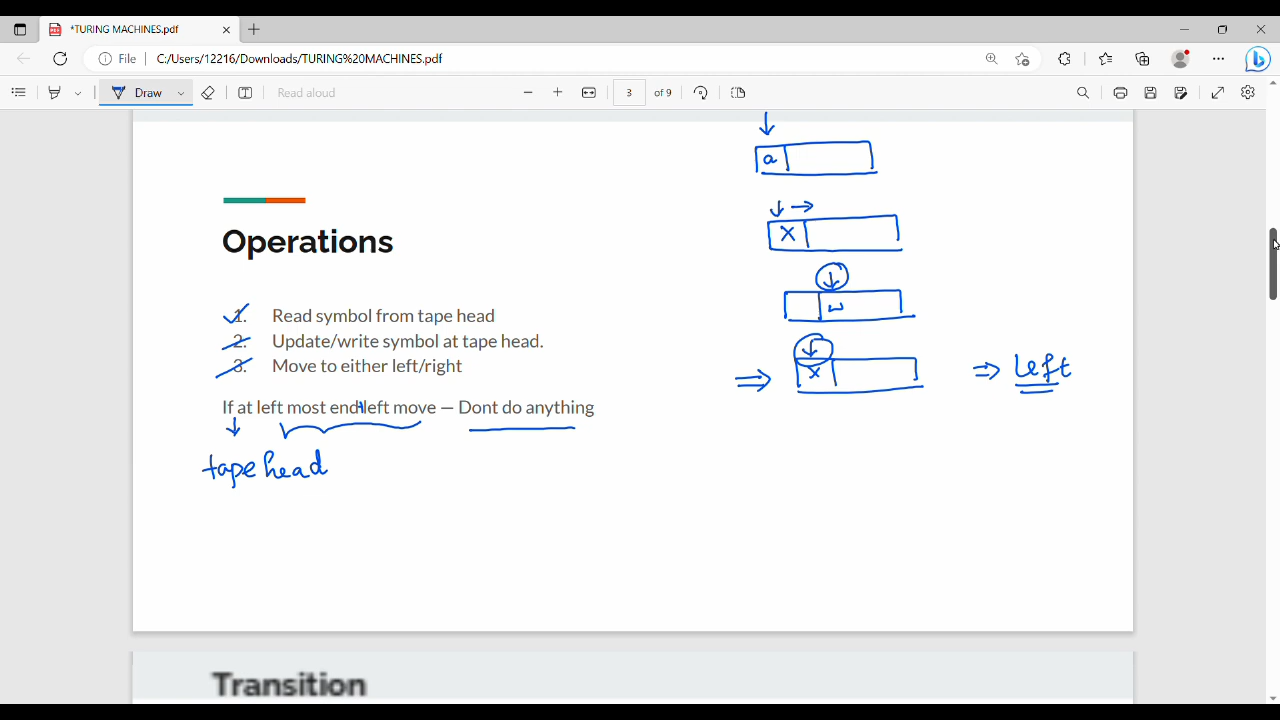 *TURING MACHINES.pdf
File
C:/Users/12216/Downloads/TURING%20MACHINES.pdf
Draw
Read aloud
3 of 9
a
Operations
X
1. Read symbol from tape head
2. Update/write symbol at tape head.
3. Move to either left/right
X
⇒ left
If at left most end left move — Dont do anything
tape head
Transition